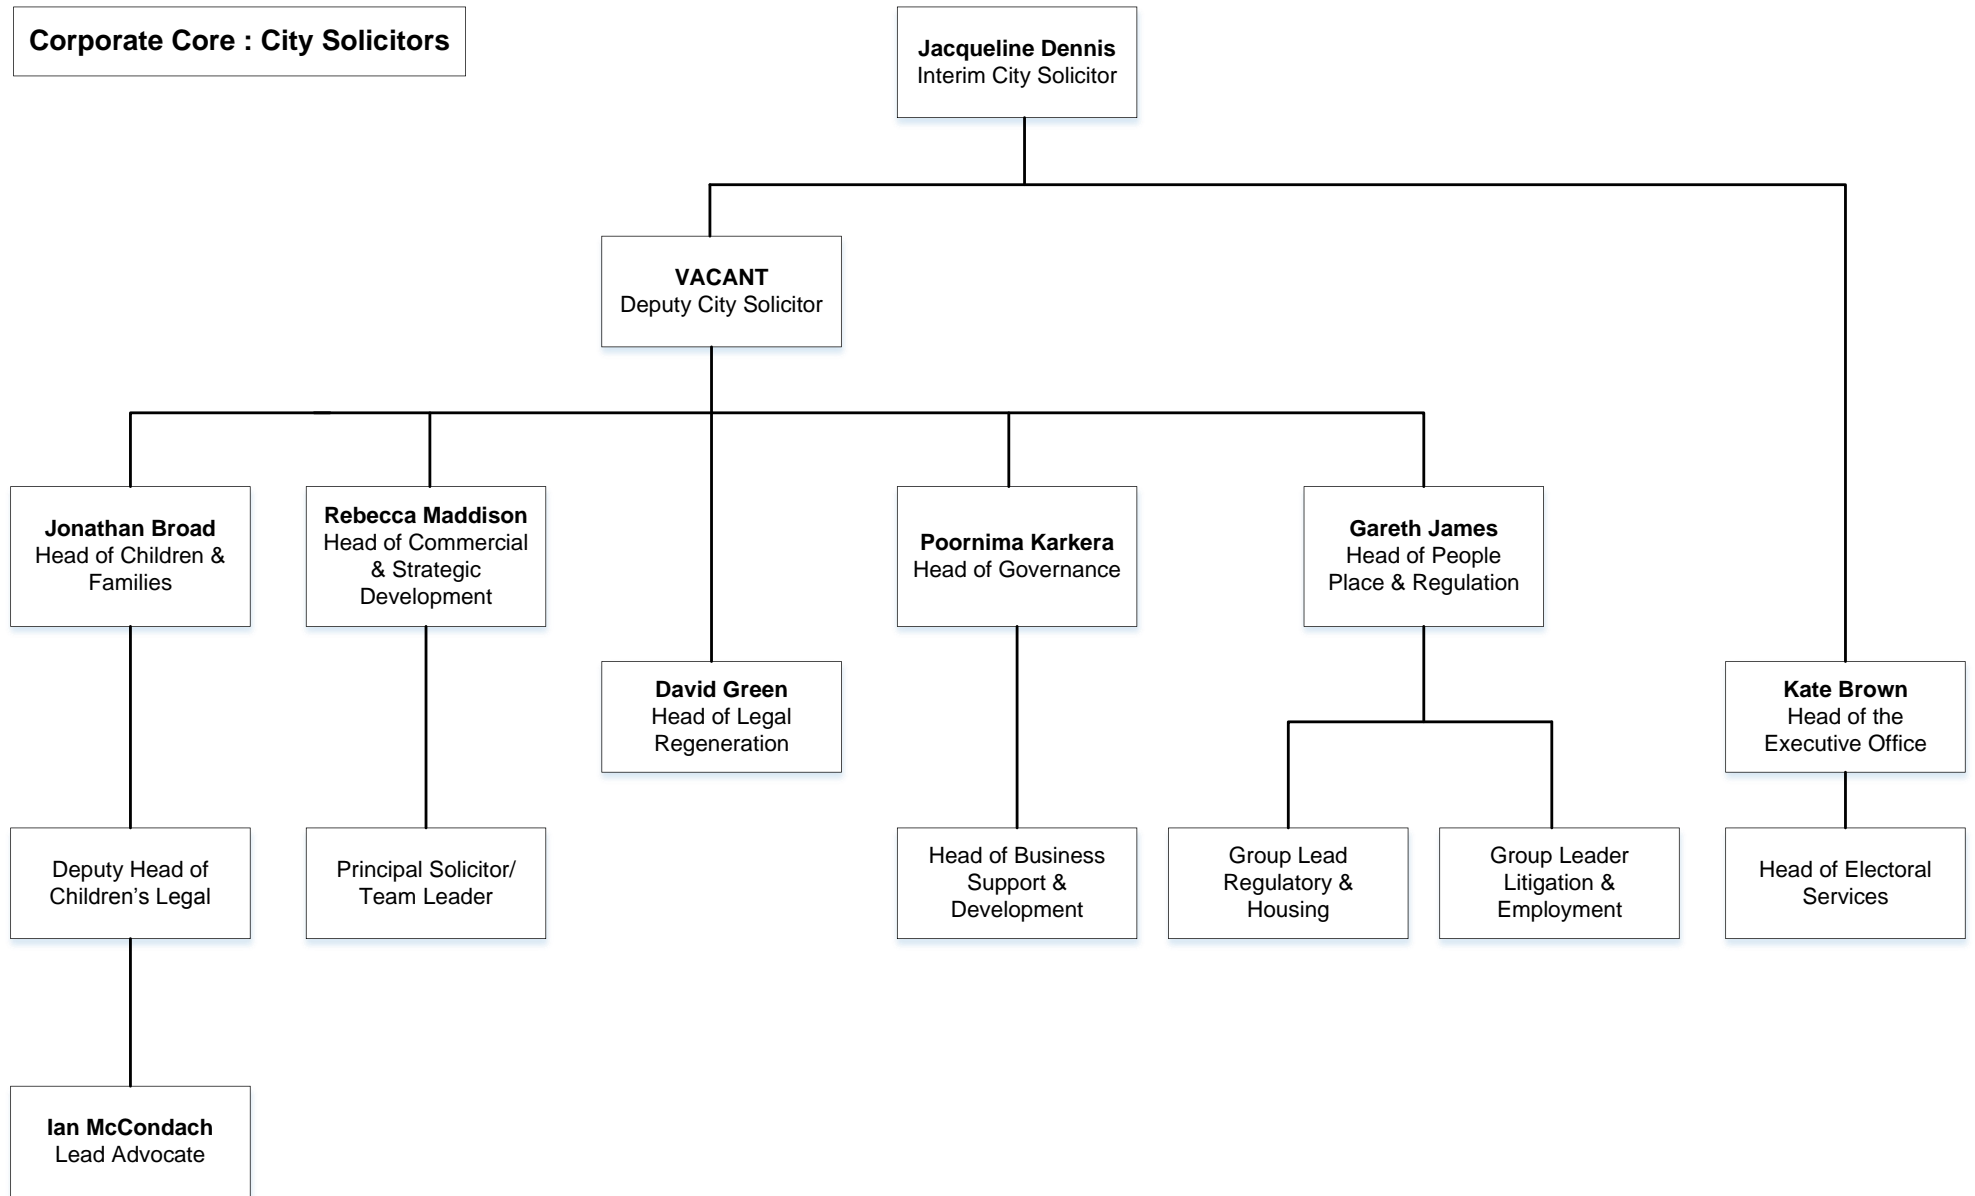 Corporate Core : City Solicitors
Jacqueline Dennis
Interim City Solicitor
VACANT
Deputy City Solicitor
Jonathan Broad
Head of Children &
Families
Rebecca Maddison
Head of Commercial
& Strategic
Development
Poornima Karkera
Head of Governance
Gareth James
Head of People
Place & Regulation
David Green
Head of Legal
Regeneration
Kate Brown
Head of the
Executive Office
Deputy Head of
Children’s Legal
Principal Solicitor/
Team Leader
Head of Business
Support &
Development
Group Lead
Regulatory &
Housing
Group Leader
Litigation &
Employment
Head of Electoral
Services
Ian McCondach
Lead Advocate